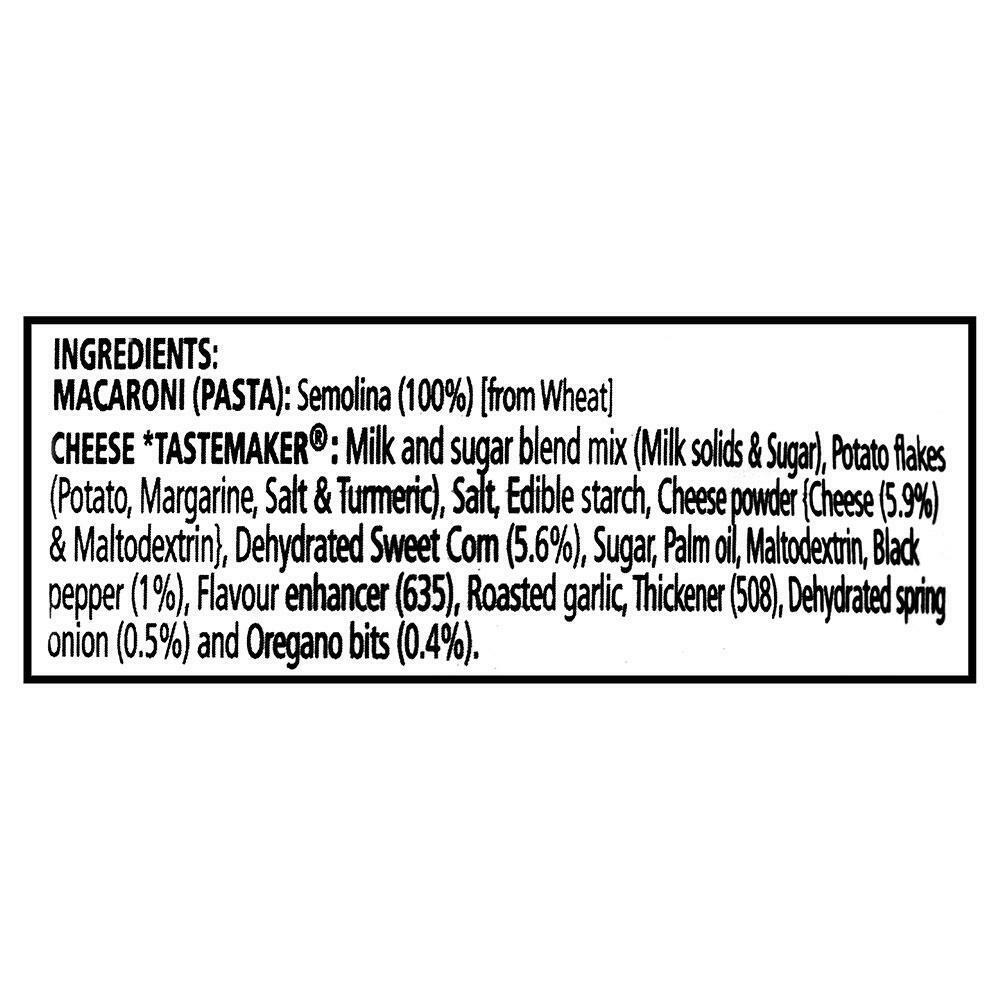 INGREDIENTS:
MACARONI (PASTA): Semolina (100%) [from Wheat]
CHEESE *TASTEMAKER®: Milk and sugar blend mix (Milk solids & Sugar), Potato flakes
(Potato, Margarine, Salt & Turmeric), Salt, Edible starch, Cheese powder {Cheese (5.9%)
& Maltodextrin}, Dehydrated Sweet Corn (5.6%), Sugar, Palm oil, Maltodextrin, Black
pepper (1%), Flavour enhancer (635), Roasted garlic, Thickener (508), Dehydrated spring
onion (0.5%) and Oregano bits (0.4%).